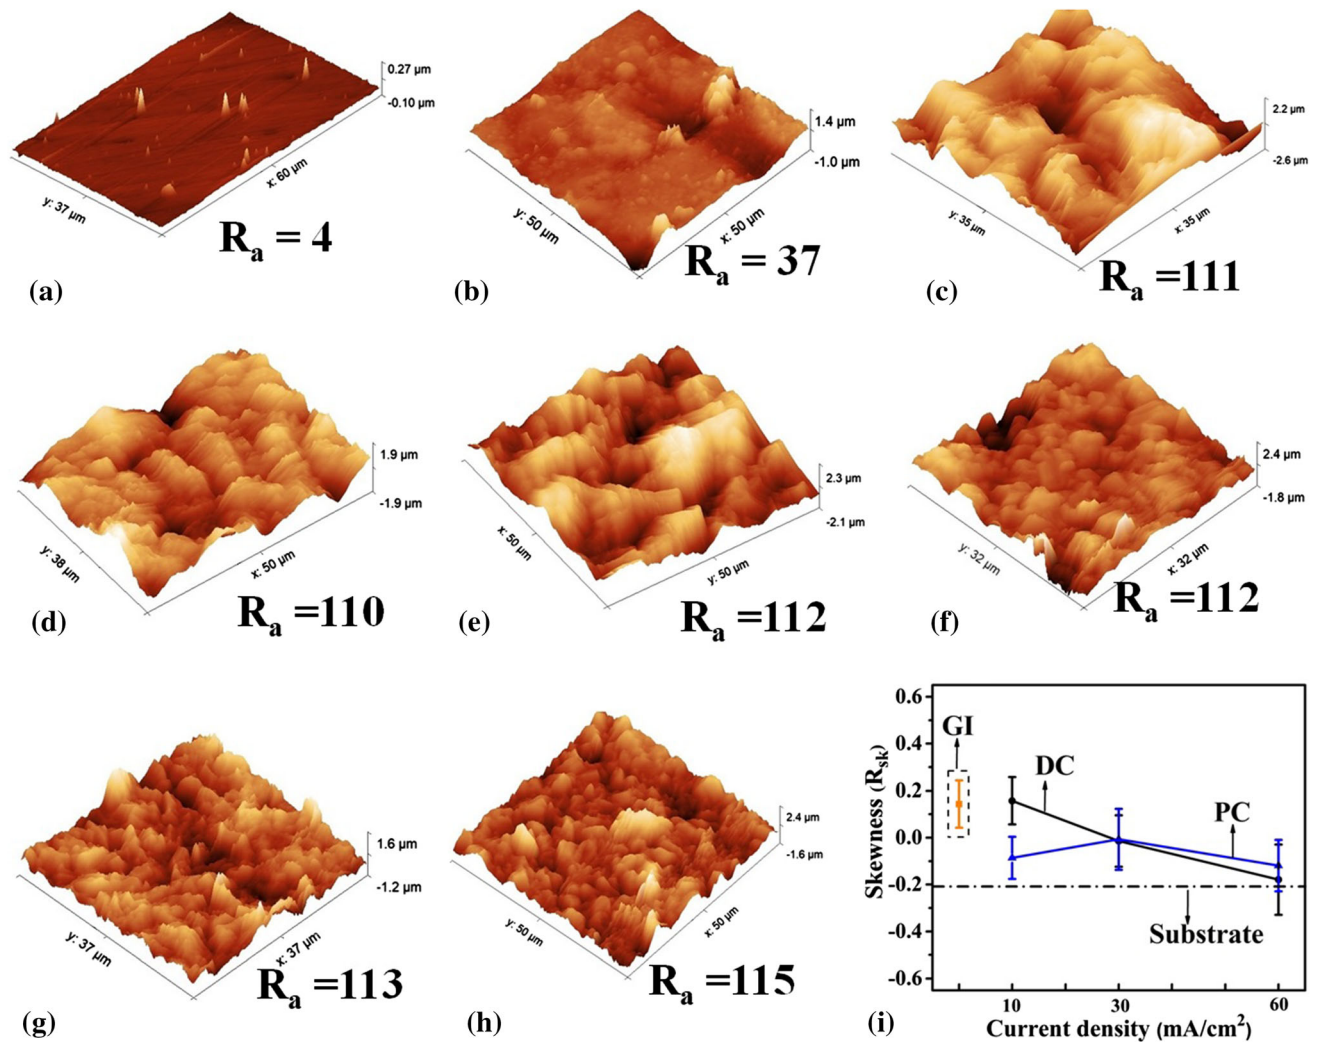 0.27 µm
-0.10 µm
x: 60 µm
y: 37 µm
Ra = 4
(a)
1.4 µm
-1.0 µm
x: 50 µm
y: 50 µm
Ra = 37
(b)
2.2 µm
-2.6 µm
x: 35 µm
y: 35 µm
Ra =111
(c)
1.9 µm
-1.9 µm
x: 50 µm
y: 38 µm
Ra =110
(d)
2.3 µm
-2.1 µm
x: 50 µm
y: 50 µm
Ra =112
(e)
2.4 µm
-1.8 µm
x: 32 µm
y: 32 µm
Ra =112
(f)
1.6 µm
-1.2 µm
x: 37 µm
y: 37 µm
Ra =113
(g)
2.4 µm
-1.6 µm
x: 50 µm
y: 50 µm
Ra =115
(h)
Skewness (Rsk)
0.6
0.4
0.2
0.0
-0.2
-0.4
-0.6
GI
DC
PC
Substrate
10 30 60
Current density (mA/cm²)
(i)